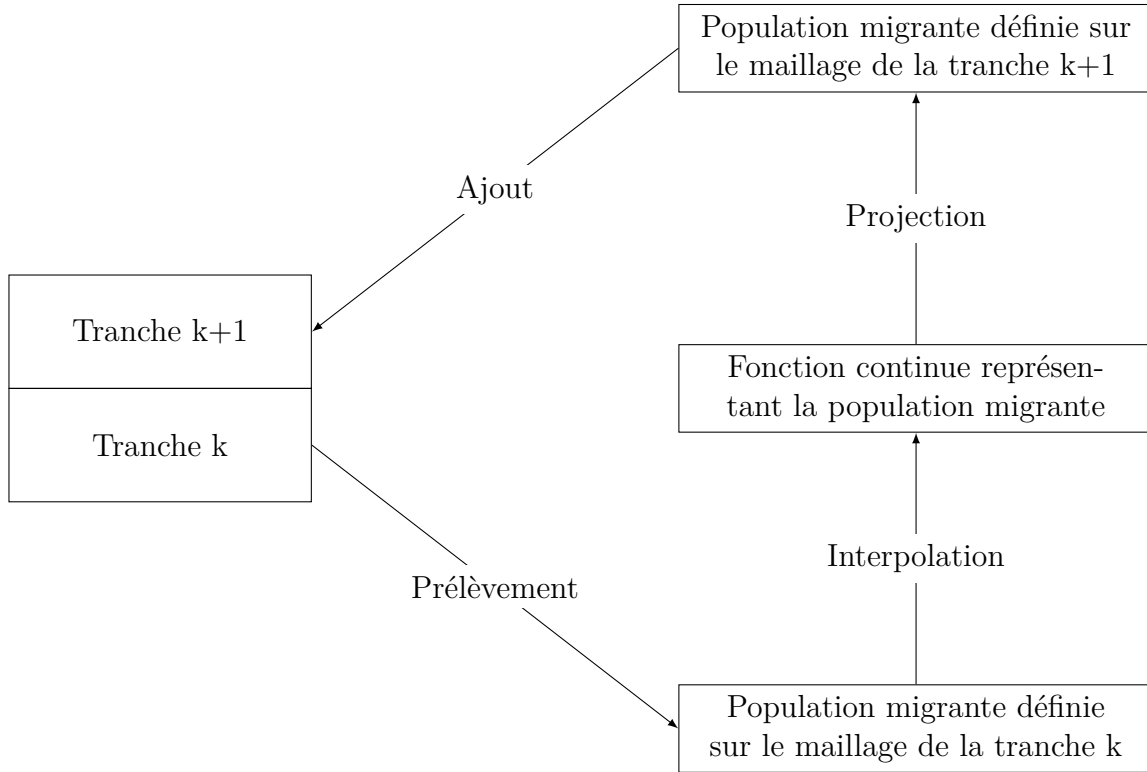 Population migrante définie sur
le maillage de la tranche k+1
Ajout
Projection
Tranche k+1
Fonction continue représen-
tant la population migrante
Tranche k
Interpolation
Prélèvement
Population migrante définie
sur le maillage de la tranche k